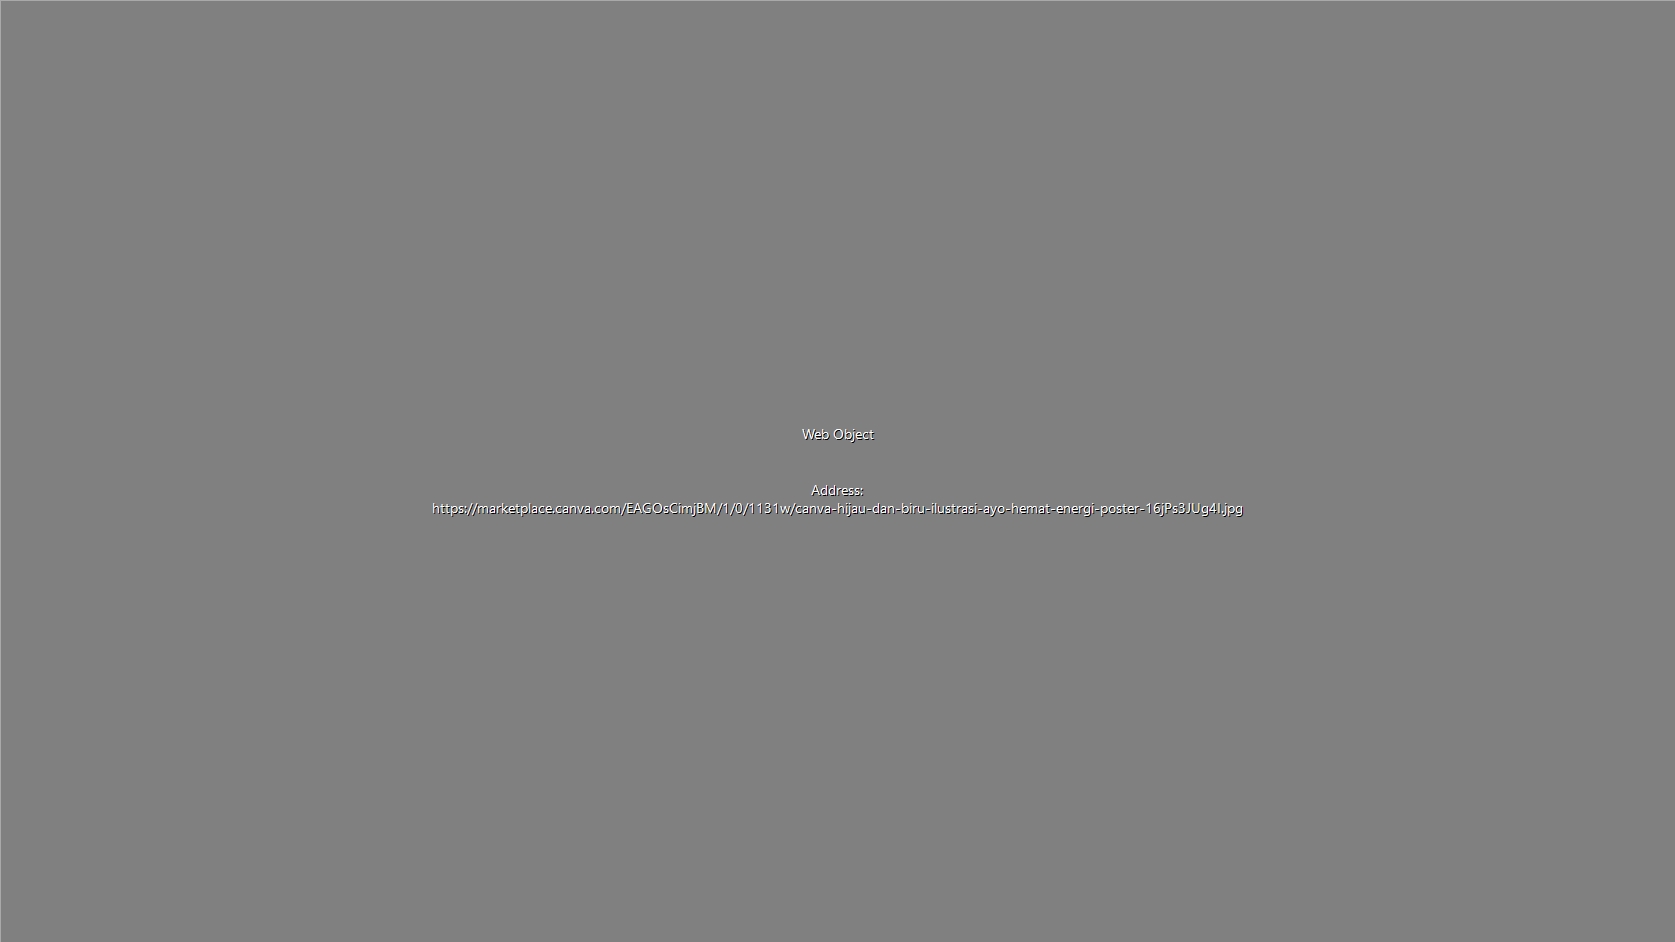 Web Object
Address:
https://marketplace.canva.com/EAGOsCimjBM/1/0/1131w/canva-hijau-dan-biru-ilustrasi-ayo-hemat-energi-poster-16jPs3JUg4I.jpg